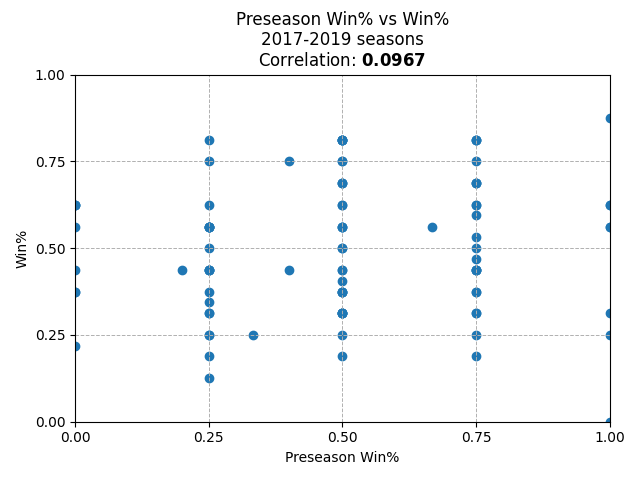 Preseason Win% vs Win%
2017-2019 seasons
Correlation: 0.0967
1.00
0.75
0.50
0.25
0.00
Win%
0.00 0.25 0.50 0.75 1.00
Preseason Win%